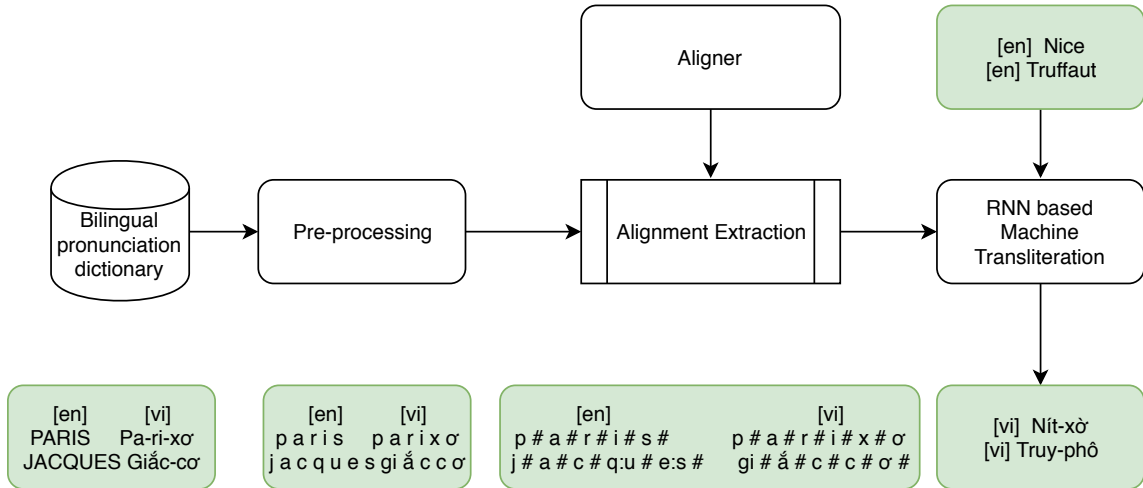 Aligner
[en] Nice
[en] Truffaut
Bilingual
pronunciation
dictionary
Pre-processing
Alignment Extraction
RNN based
Machine
Transliteration
[en] [vi]
PARIS Pa-ri-xơ
JACQUES Giắc-cơ
[en] [vi]
p a r i s p a r i x ơ
j a c q u e s gi ắ c c ơ
[en] [vi]
p # a # r # i # s # p # a # r # i # x # ơ
j # a # c # q:u # e:s # gi # ắ # c # c # ơ #
[vi] Nít-xờ
[vi] Truy-phô